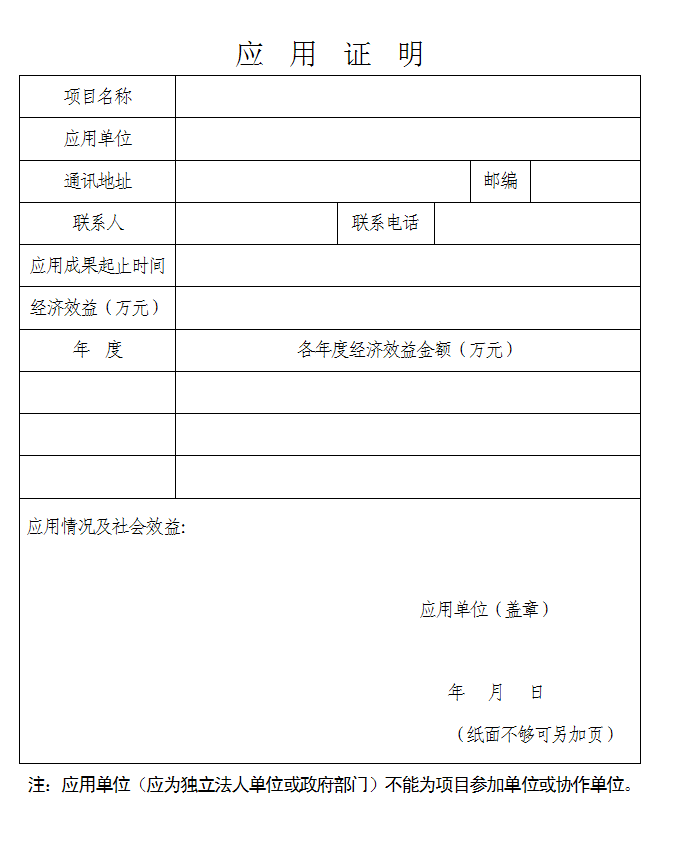 应 用 证 明
项目名称
应用单位
通讯地址 邮编
联系人 联系电话
应用成果起止时间
经济效益（万元）
年 度 各年度经济效益金额（万元）
应用情况及社会效益:
应用单位（盖章）
年 月 日
（纸面不够可另加页）
注：应用单位（应为独立法人单位或政府部门）不能为项目参加单位或协作单位。